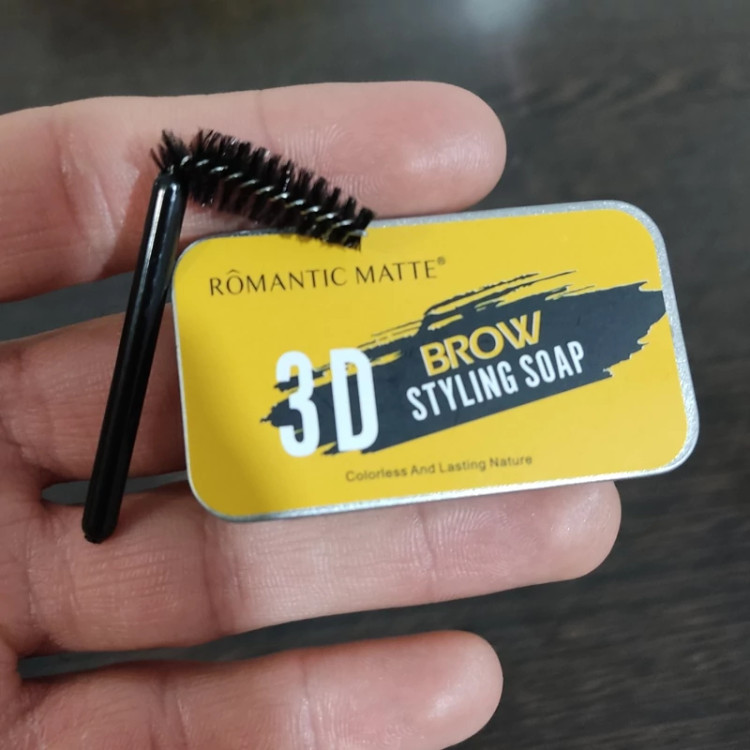 RÔMANTIC MATTE®
3D
BROW
STYLING SOAP
Colorless And Lasting Nature